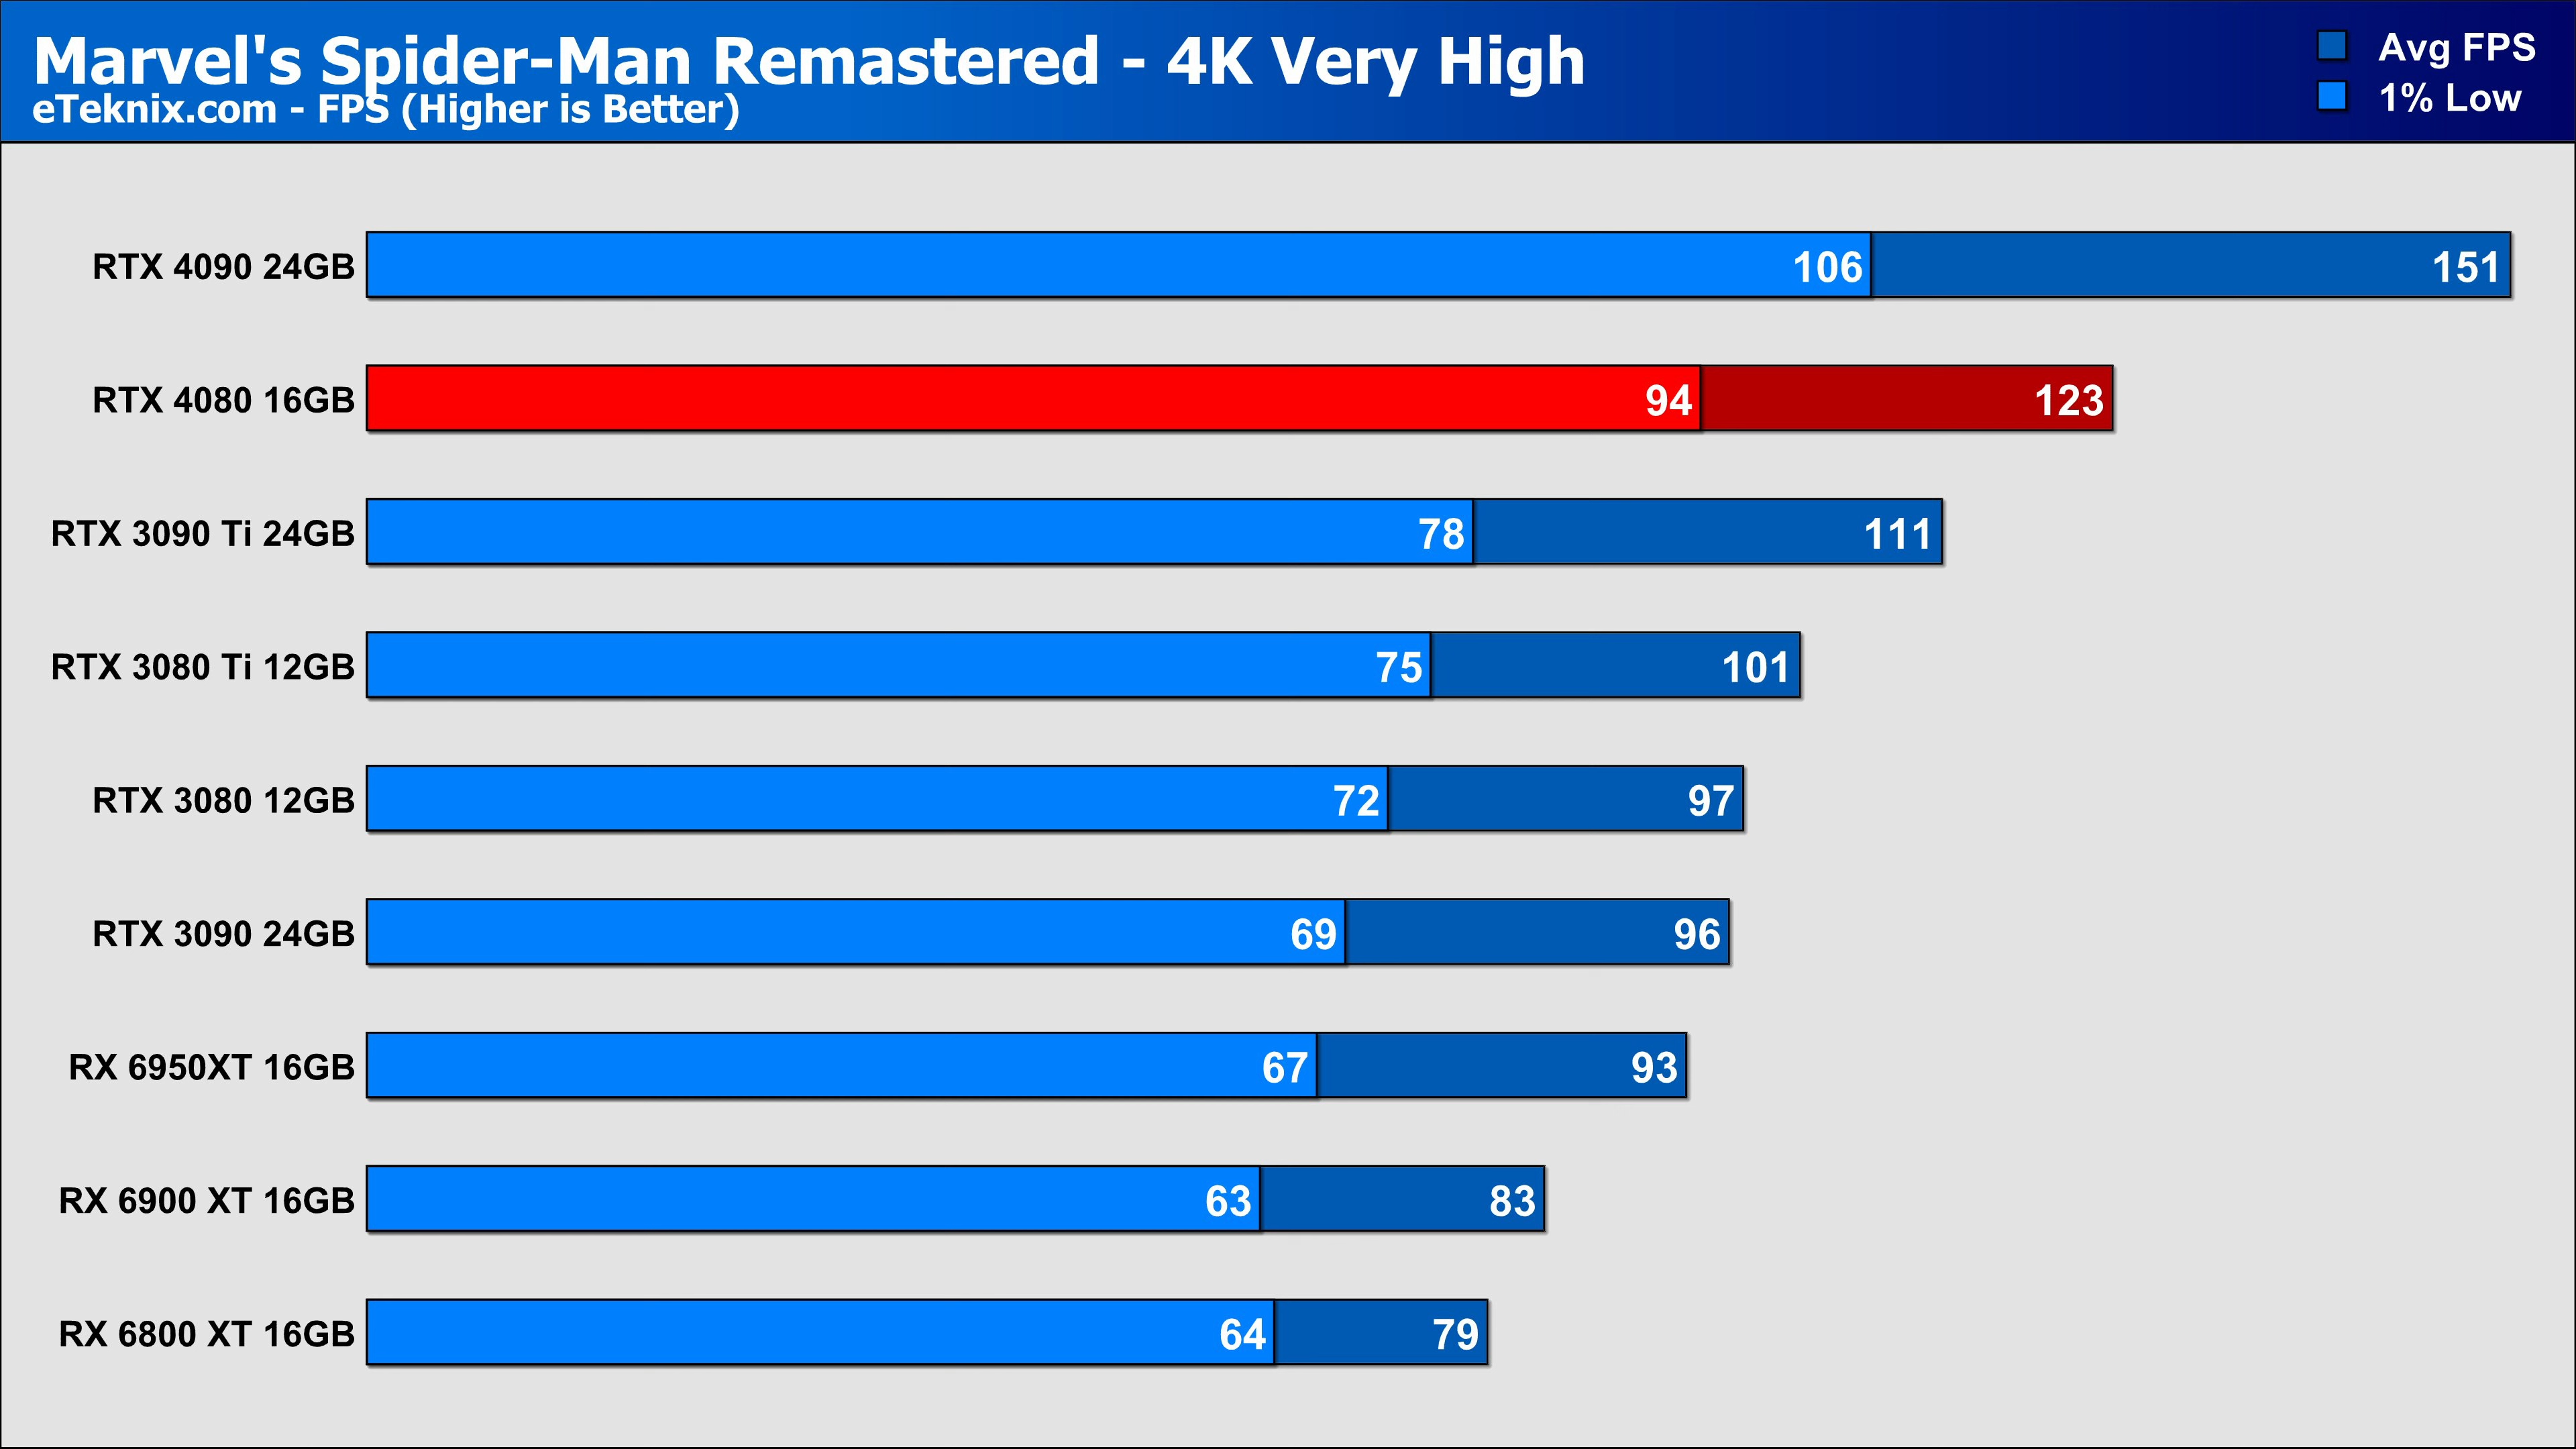 Marvel's Spider-Man Remastered - 4K Very High
eTeknix.com - FPS (Higher is Better)
Avg FPS
1% Low
RTX 4090 24GB 106 151
RTX 4080 16GB 94 123
RTX 3090 Ti 24GB 78 111
RTX 3080 Ti 12GB 75 101
RTX 3080 12GB 72 97
RTX 3090 24GB 69 96
RX 6950XT 16GB 67 93
RX 6900 XT 16GB 63 83
RX 6800 XT 16GB 64 79